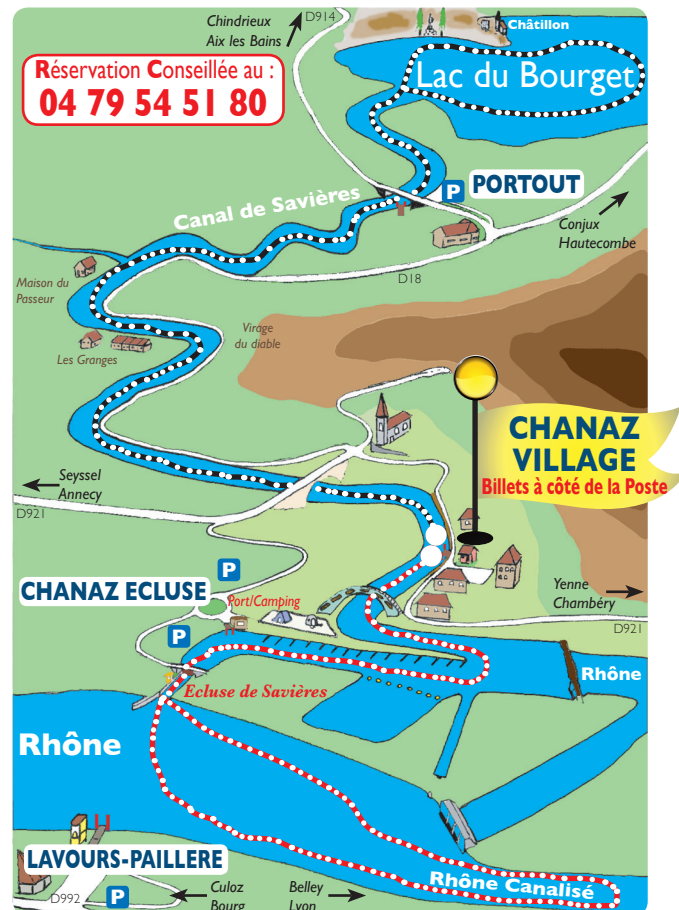 Chindrieux
Aix les Bains
D914
Châtillon
Réservation Conseillée au :
04 79 54 51 80
Lac du Bourget
P
PORTOUT
Canal de Savières
Conjux
Hautecombe
D18
Maison du
Passeur
Virage
du diable
Les Granges
CHANAZ
VILLAGE
Billets à côté de la Poste
Seyssel
Annecy
D921
P
CHANAZ ECLUSE
Port/Camping
Yenne
Chambéry
D921
P
Rhône
Ecluse de Savières
Rhône
LAVOURS-PAILLERE
Rhône Canalisé
D992
P
Culoz
Bourg
Belley
Lyon